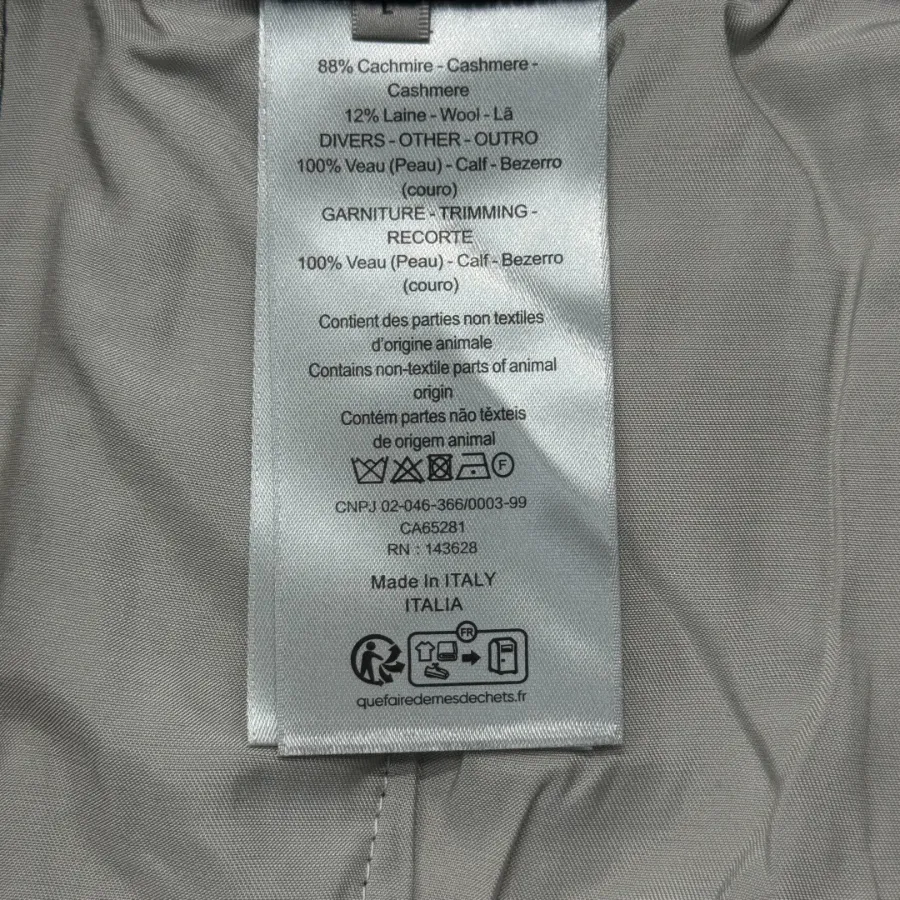 88% Cachmire - Cashmere -
Cashmere
12% Laine - Wool - Lã
DIVERS - OTHER - OUTRO
100% Veau (Peau) - Calf - Bezerro
(couro)
GARNITURE - TRIMMING -
RECORTE
100% Veau (Peau) - Calf - Bezerro
(couro)
Contient des parties non textiles
d'origine animale
Contains non-textile parts of animal
origin
Contém partes não têxteis
de origem animal
F
CNPJ 02-046-366/0003-99
CA65281
RN : 143628
Made In ITALY
ITALIA
FR
quefairedemesdechets.fr